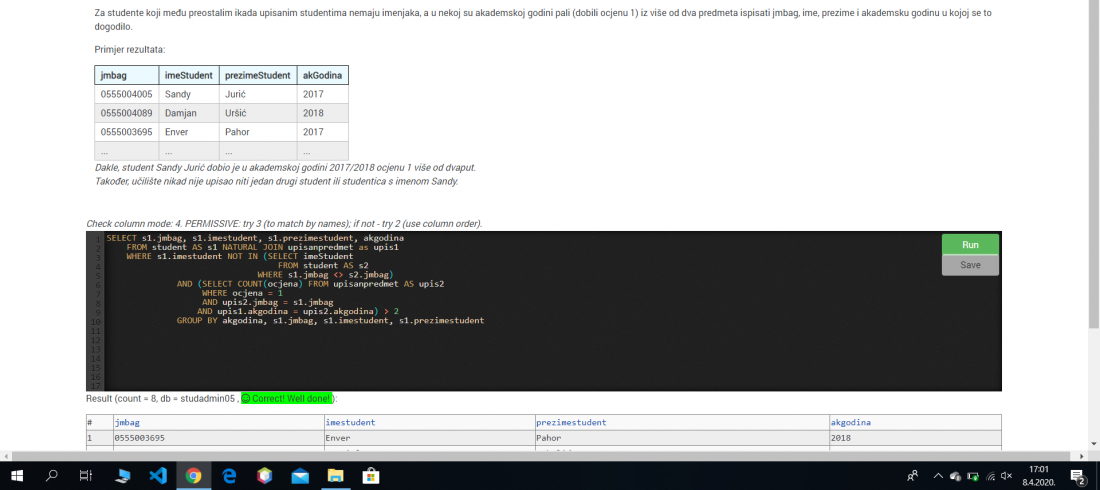 Za studente koji među preostalim ikada upisanim studentima nemaju imenjaka, a u nekoj su akademskoj godini pali (dobili ocjenu 1) iz više od dva predmeta ispisati jmbag, ime, prezime i akademsku godinu u kojoj se to
dogodilo.
Primjer rezultata:
jmbag imeStudent prezimeStudent akGodina
0555004005 Sandy Jurić 2017
0555004089 Damjan Uršić 2018
0555003695 Enver Pahor 2017
... ... ... ...
Dakle, student Sandy Jurić dobio je u akademskoj godini 2017/2018 ocjenu 1 više od dvaput.
Također, učilište nikad nije upisao niti jedan drugi student ili studentica s imenom Sandy.
Check column mode: 4. PERMISSIVE: try 3 (to match by names); if not - try 2 (use column order).
1 SELECT s1.jmbag, s1.imestudent, s1.prezimestudent, akgodina
2 FROM student AS s1 NATURAL JOIN upisanpredmet as upis1
3 WHERE s1.imestudent NOT IN (SELECT imeStudent
4 FROM student AS s2
5 WHERE s1.jmbag <> s2.jmbag)
6 AND (SELECT COUNT(ocjena) FROM upisanpredmet AS upis2
7 WHERE ocjena = 1
8 AND upis2.jmbag = s1.jmbag
9 AND upis1.akgodina = upis2.akgodina) > 2
10 GROUP BY akgodina, s1.jmbag, s1.imestudent, s1.prezimestudent
11
12
13
14
15
16
17
Run
Save
Result (count = 8, db = studadmin05 , Correct! Well done! ):
# jmbag imestudent prezimestudent akgodina
1 0555003695 Enver Pahor 2018
17:01
8.4.2020.
2